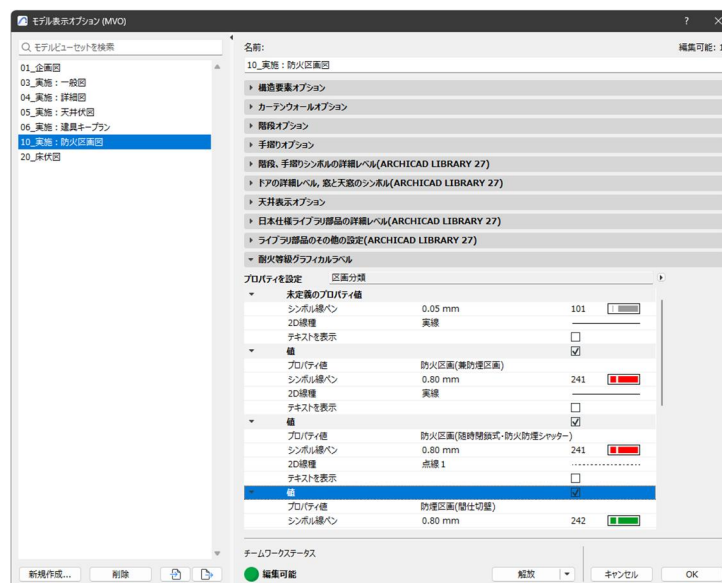 モデル表示オプション (MVO)
?
モデルビューセットを検索
01_企画図
03_実施：一般図
04_実施：詳細図
05_実施：天井伏図
06_実施：建具キープラン
10_実施：防火区画図
20_床伏図
新規作成...
削除
名前:
編集可能: 1
10_実施：防火区画図
構造要素オプション
カーテンウォールオプション
階段オプション
手摺りオプション
階段、手摺りシンボルの詳細レベル(ARCHICAD LIBRARY 27)
ドアの詳細レベル, 窓と天窓のシンボル(ARCHICAD LIBRARY 27)
天井表示オプション
日本仕様ライブラリ部品の詳細レベル(ARCHICAD LIBRARY 27)
ライブラリ部品のその他の設定(ARCHICAD LIBRARY 27)
耐火等級グラフィカルラベル
プロパティを設定 区画分類
未定義のプロパティ値
シンボル線ペン 0.05 mm 101
2D線種 実線
テキストを表示
値
プロパティ値 防火区画(兼防煙区画)
シンボル線ペン 0.80 mm 241
2D線種 実線
テキストを表示
値
プロパティ値 防火区画(随時閉鎖式･防火防煙シャッター)
シンボル線ペン 0.80 mm 241
2D線種 点線 1
テキストを表示
値
プロパティ値 防煙区画(間仕切壁)
シンボル線ペン 0.80 mm 242
チームワークステータス
編集可能
解放
キャンセル
OK